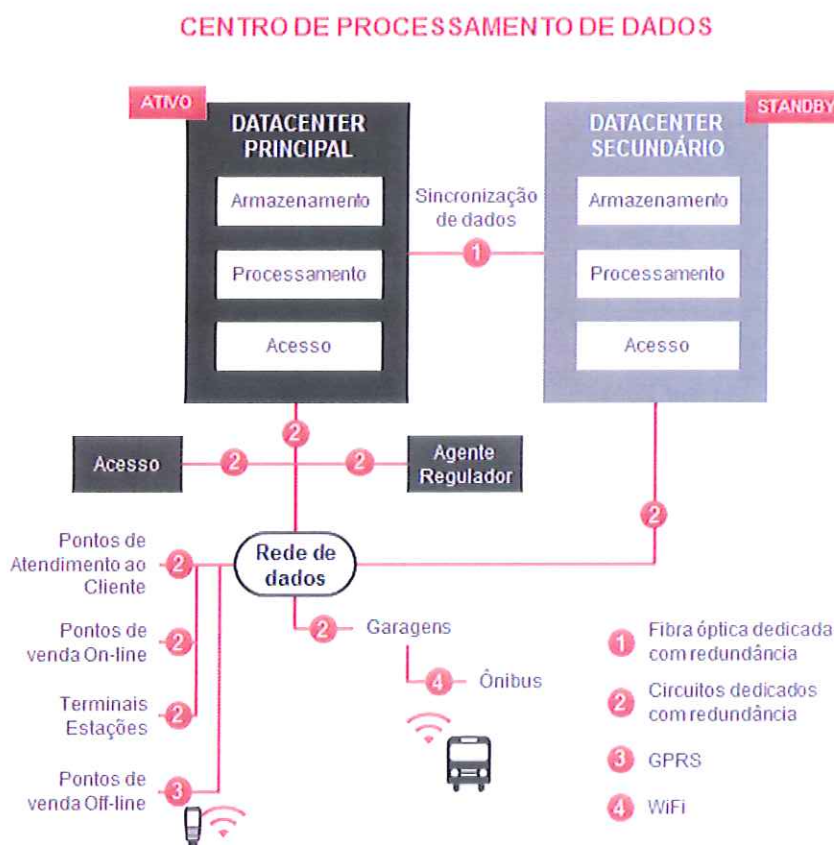 CENTRO DE PROCESSAMENTO DE DADOS
ATIVO
DATACENTER
PRINCIPAL
Armazenamento
Processamento
Acesso
Sincronização
de dados
1
STANDBY
DATACENTER
SECUNDÁRIO
Armazenamento
Processamento
Acesso
2
Acesso
2
2
Agente
Regulador
2
Rede de
dados
Pontos de
Atendimento ao
Cliente
2
Pontos de
venda On-line
2
Terminais
Estações
2
Pontos de
venda Off-line
3
2
Garagens
4
Ônibus
1
Fibra óptica dedicada
com redundância
2
Circuitos dedicados
com redundância
3
GPRS
4
WiFi